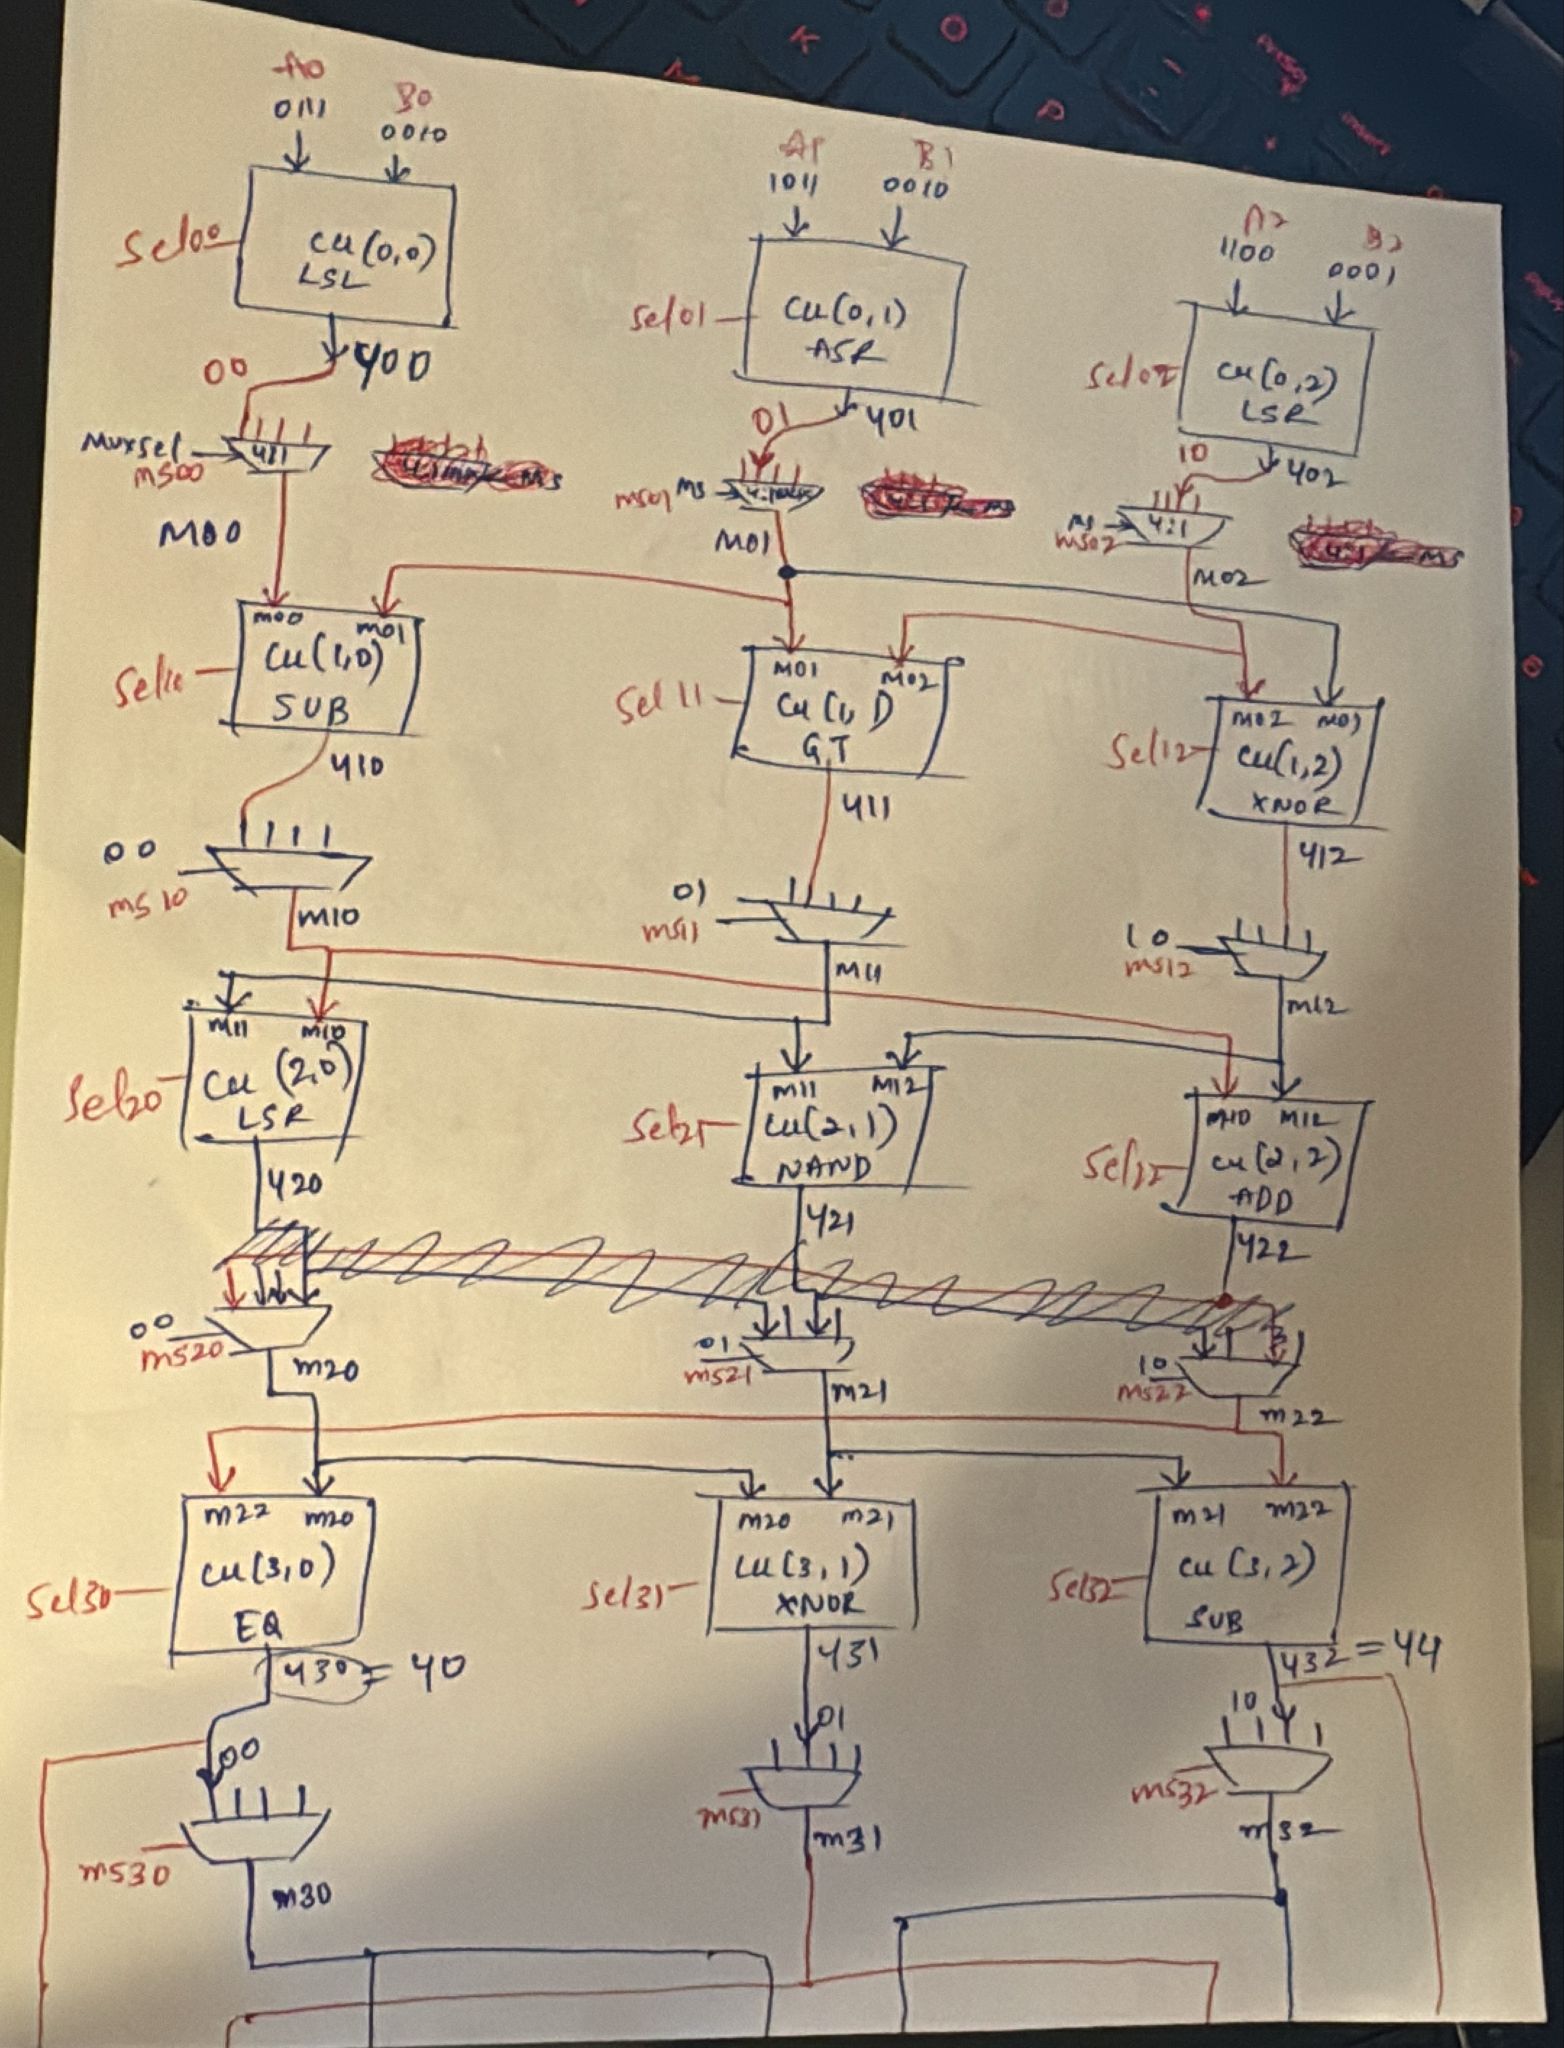 A0
0111
B0
0010
A1
1011
B1
0010
A2
1100
B2
0001
Sel00
CU(0,0)
LSL
Sel01
CU(0,1)
ASR
Sel02
CU(0,2)
LSR
00
Y00
01
Y01
10
Y02
Muxsel
ms00
4:1
ms01
MS
4:1mux
MS
ms02
4:1
M00
M01
M02
m00
m01
Sel10
CU(1,0)
SUB
M01
M02
Sel11
CU(1,1)
GT
M02
M01
Sel12
CU(1,2)
XNOR
Y10
Y11
Y12
00
ms10
M10
01
ms11
M11
10
ms12
M12
M11
M10
Sel20
CU(2,0)
LSR
M11
M12
Sel21
CU(2,1)
NAND
M10
M12
Sel22
CU(2,2)
ADD
Y20
Y21
Y22
00
ms20
m20
01
ms21
m21
10
ms22
m22
m22
m20
Sel30
CU(3,0)
EQ
m20
m21
Sel31
CU(3,1)
XNOR
m21
m22
Sel32
CU(3,2)
SUB
Y30 = Y0
Y31
Y32 = Y4
00
01
10
ms30
m30
ms31
m31
ms32
m32